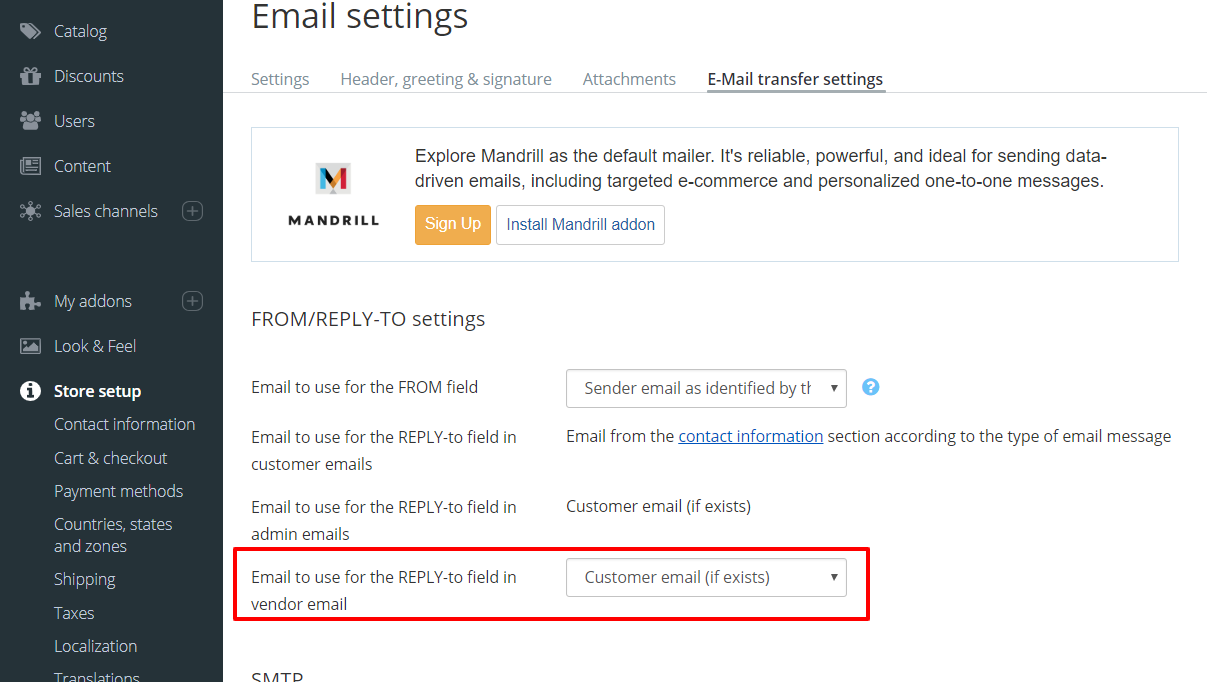 Catalog
Discounts
Users
Content
Sales channels
My addons
Look & Feel
Store setup
Contact information
Cart & checkout
Payment methods
Countries, states
and zones
Shipping
Taxes
Localization
Translations
Email settings
Settings
Header, greeting & signature
Attachments
E-Mail transfer settings
MANDRILL
Explore Mandrill as the default mailer. It's reliable, powerful, and ideal for sending data-
driven emails, including targeted e-commerce and personalized one-to-one messages.
Sign Up
Install Mandrill addon
FROM/REPLY-TO settings
Email to use for the FROM field
Sender email as identified by th
Email to use for the REPLY-to field in
customer emails
Email from the contact information section according to the type of email message
Email to use for the REPLY-to field in
admin emails
Customer email (if exists)
Email to use for the REPLY-to field in
vendor email
Customer email (if exists)
SMTP